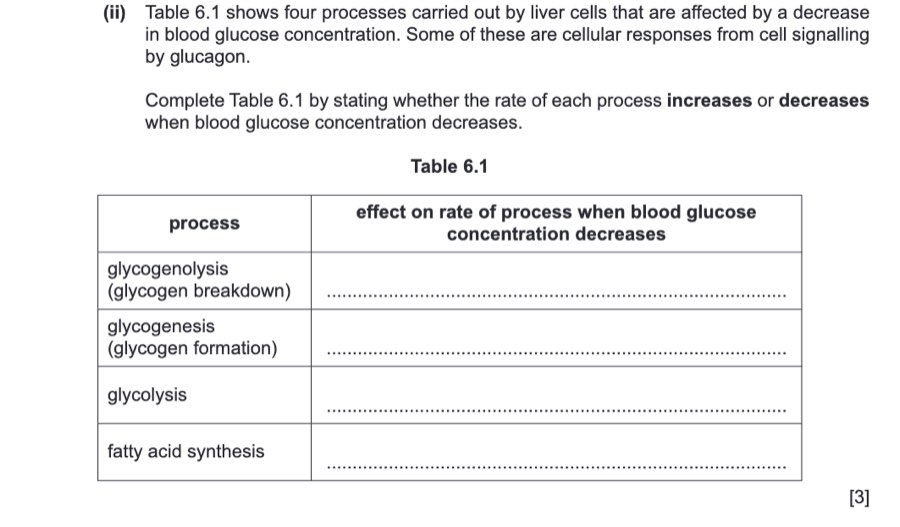 (ii) Table 6.1 shows four processes carried out by liver cells that are affected by a decrease
in blood glucose concentration. Some of these are cellular responses from cell signalling
by glucagon.
Complete Table 6.1 by stating whether the rate of each process increases or decreases
when blood glucose concentration decreases.
Table 6.1
process
effect on rate of process when blood glucose
concentration decreases
glycogenolysis
(glycogen breakdown)
glycogenesis
(glycogen formation)
glycolysis
fatty acid synthesis
[3]